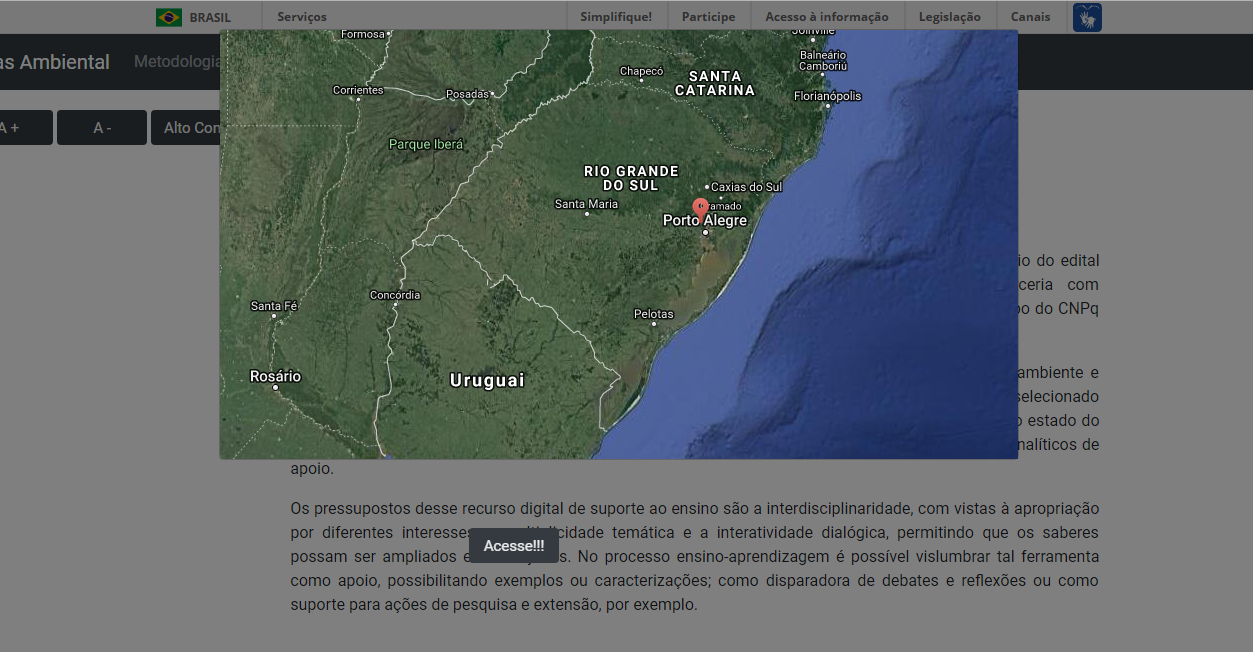 BRASIL
Serviços
Simplifique!
Participe
Acesso à informação
Legislação
Canais
as Ambiental
Metodologia
A +
A -
Alto Con
Formosa
Joinville
Balneário
Camboriú
Chapecó
SANTA
CATARINA
Corrientes
Posadas
Florianópolis
Parque Iberá
RIO GRANDE
DO SUL
Caxias do Sul
Santa Maria
ramado
Porto Alegre
Concórdia
Santa Fé
Pelotas
Rosário
Uruguai
io do edital
ceria com
po do CNPq
ambiente e
selecionado
o estado do
nalíticos de
apoio.
Os pressupostos desse recurso digital de suporte ao ensino são a interdisciplinaridade, com vistas à apropriação
por diferentes interesses cidade temática e a interatividade dialógica, permitindo que os saberes
Acesse!!!
possam ser ampliados e s. No processo ensino-aprendizagem é possível vislumbrar tal ferramenta
como apoio, possibilitando exemplos ou caracterizações; como disparadora de debates e reflexões ou como
suporte para ações de pesquisa e extensão, por exemplo.